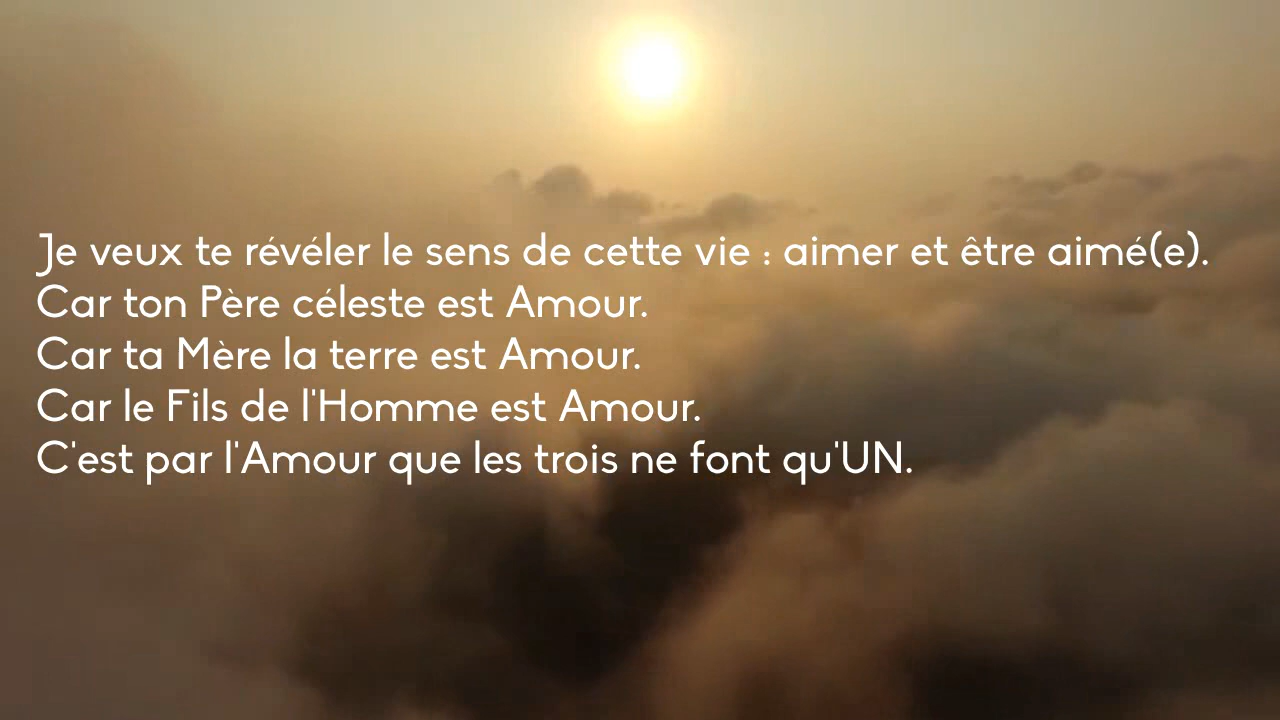 Je veux te révéler le sens de cette vie : aimer et être aimé(e).
Car ton Père céleste est Amour.
Car ta Mère la terre est Amour.
Car le Fils de l'Homme est Amour.
C'est par l'Amour que les trois ne font qu'UN.